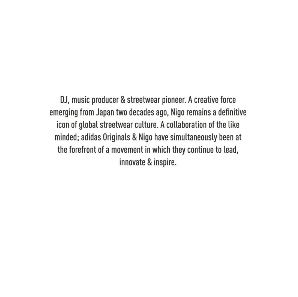 DJ, music producer & streetwear pioneer. A creative force
emerging from Japan two decades ago, Nigo remains a definitive
icon of global streetwear culture. A collaboration of the like
minded; adidas Originals & Nigo have simultaneously been at
the forefront of a movement in which they continue to lead,
innovate & inspire.